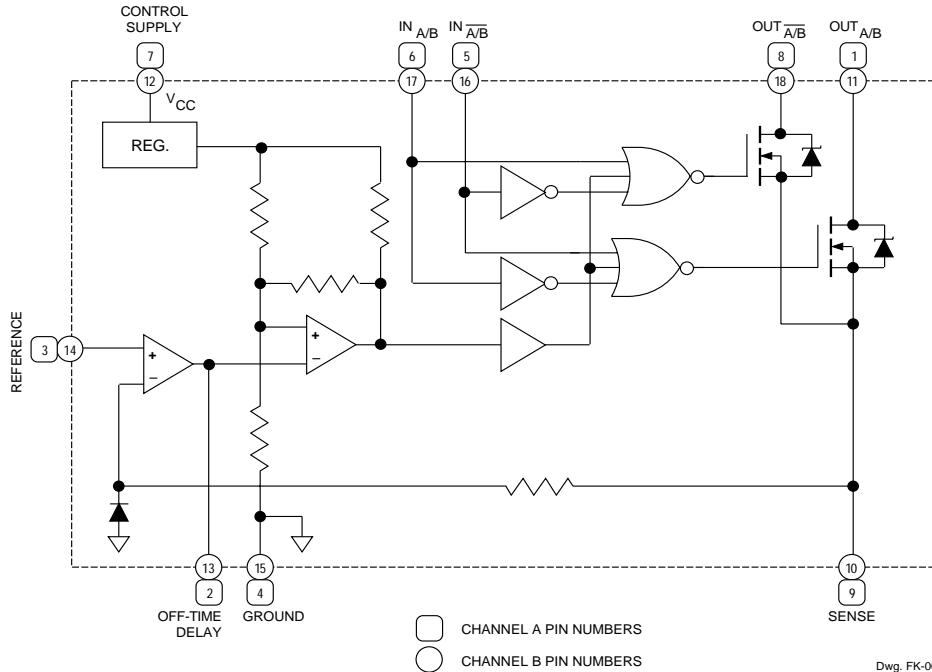 CONTROL
SUPPLY
IN A/B
IN A/B
OUT A/B
OUT A/B
7
6
5
8
1
12
17
16
18
11
VCC
REG.
REFERENCE
3
14
+
−
+
−
13
15
10
2
4
9
OFF-TIME
DELAY
GROUND
SENSE
CHANNEL A PIN NUMBERS
CHANNEL B PIN NUMBERS